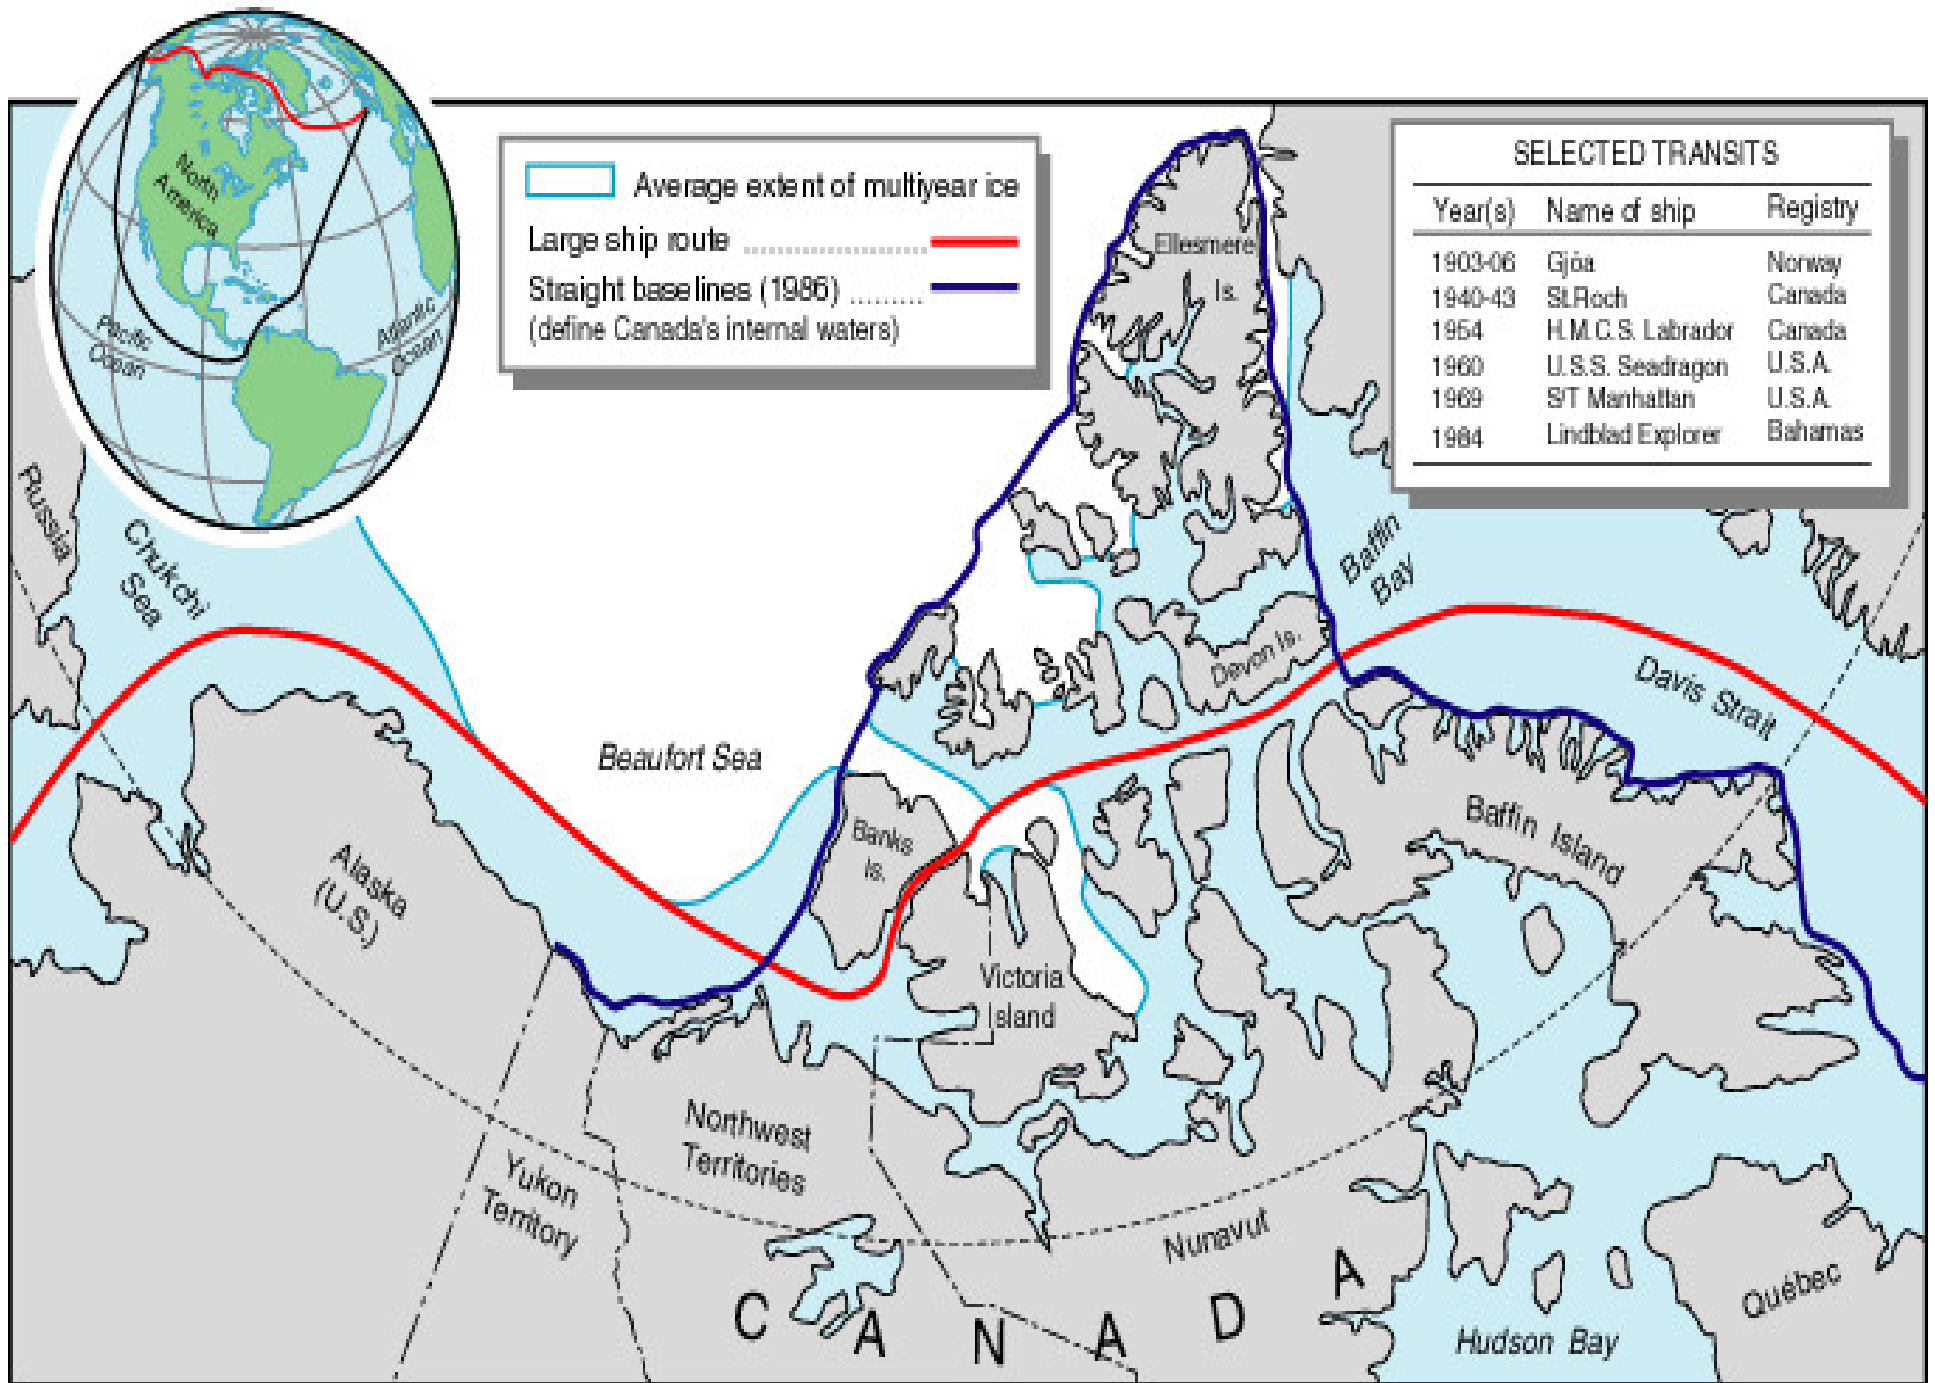 North
America
Pacific
Ocean
Atlantic
Ocean
Average extent of multiyear ice
Large ship route ....................
Straight baselines (1986) .........
(define Canada's internal waters)
SELECTED TRANSITS
Year(s) Name of ship Registry
1903-06 Gjöa Norway
1940-43 St.Roch Canada
1954 H.M.C.S. Labrador Canada
1960 U.S.S. Seadragon U.S.A.
1969 S/T Manhattan U.S.A.
1984 Lindblad Explorer Bahamas
Ellesmere
Is.
Russia
Chukchi
Sea
Baffin
Bay
Devon Is.
Davis Strait
Beaufort Sea
Banks
Is.
Baffin Island
Alaska
(U.S.)
Victoria
Island
Northwest
Territories
Yukon
Territory
Nunavut
CANADA
Québec
Hudson Bay